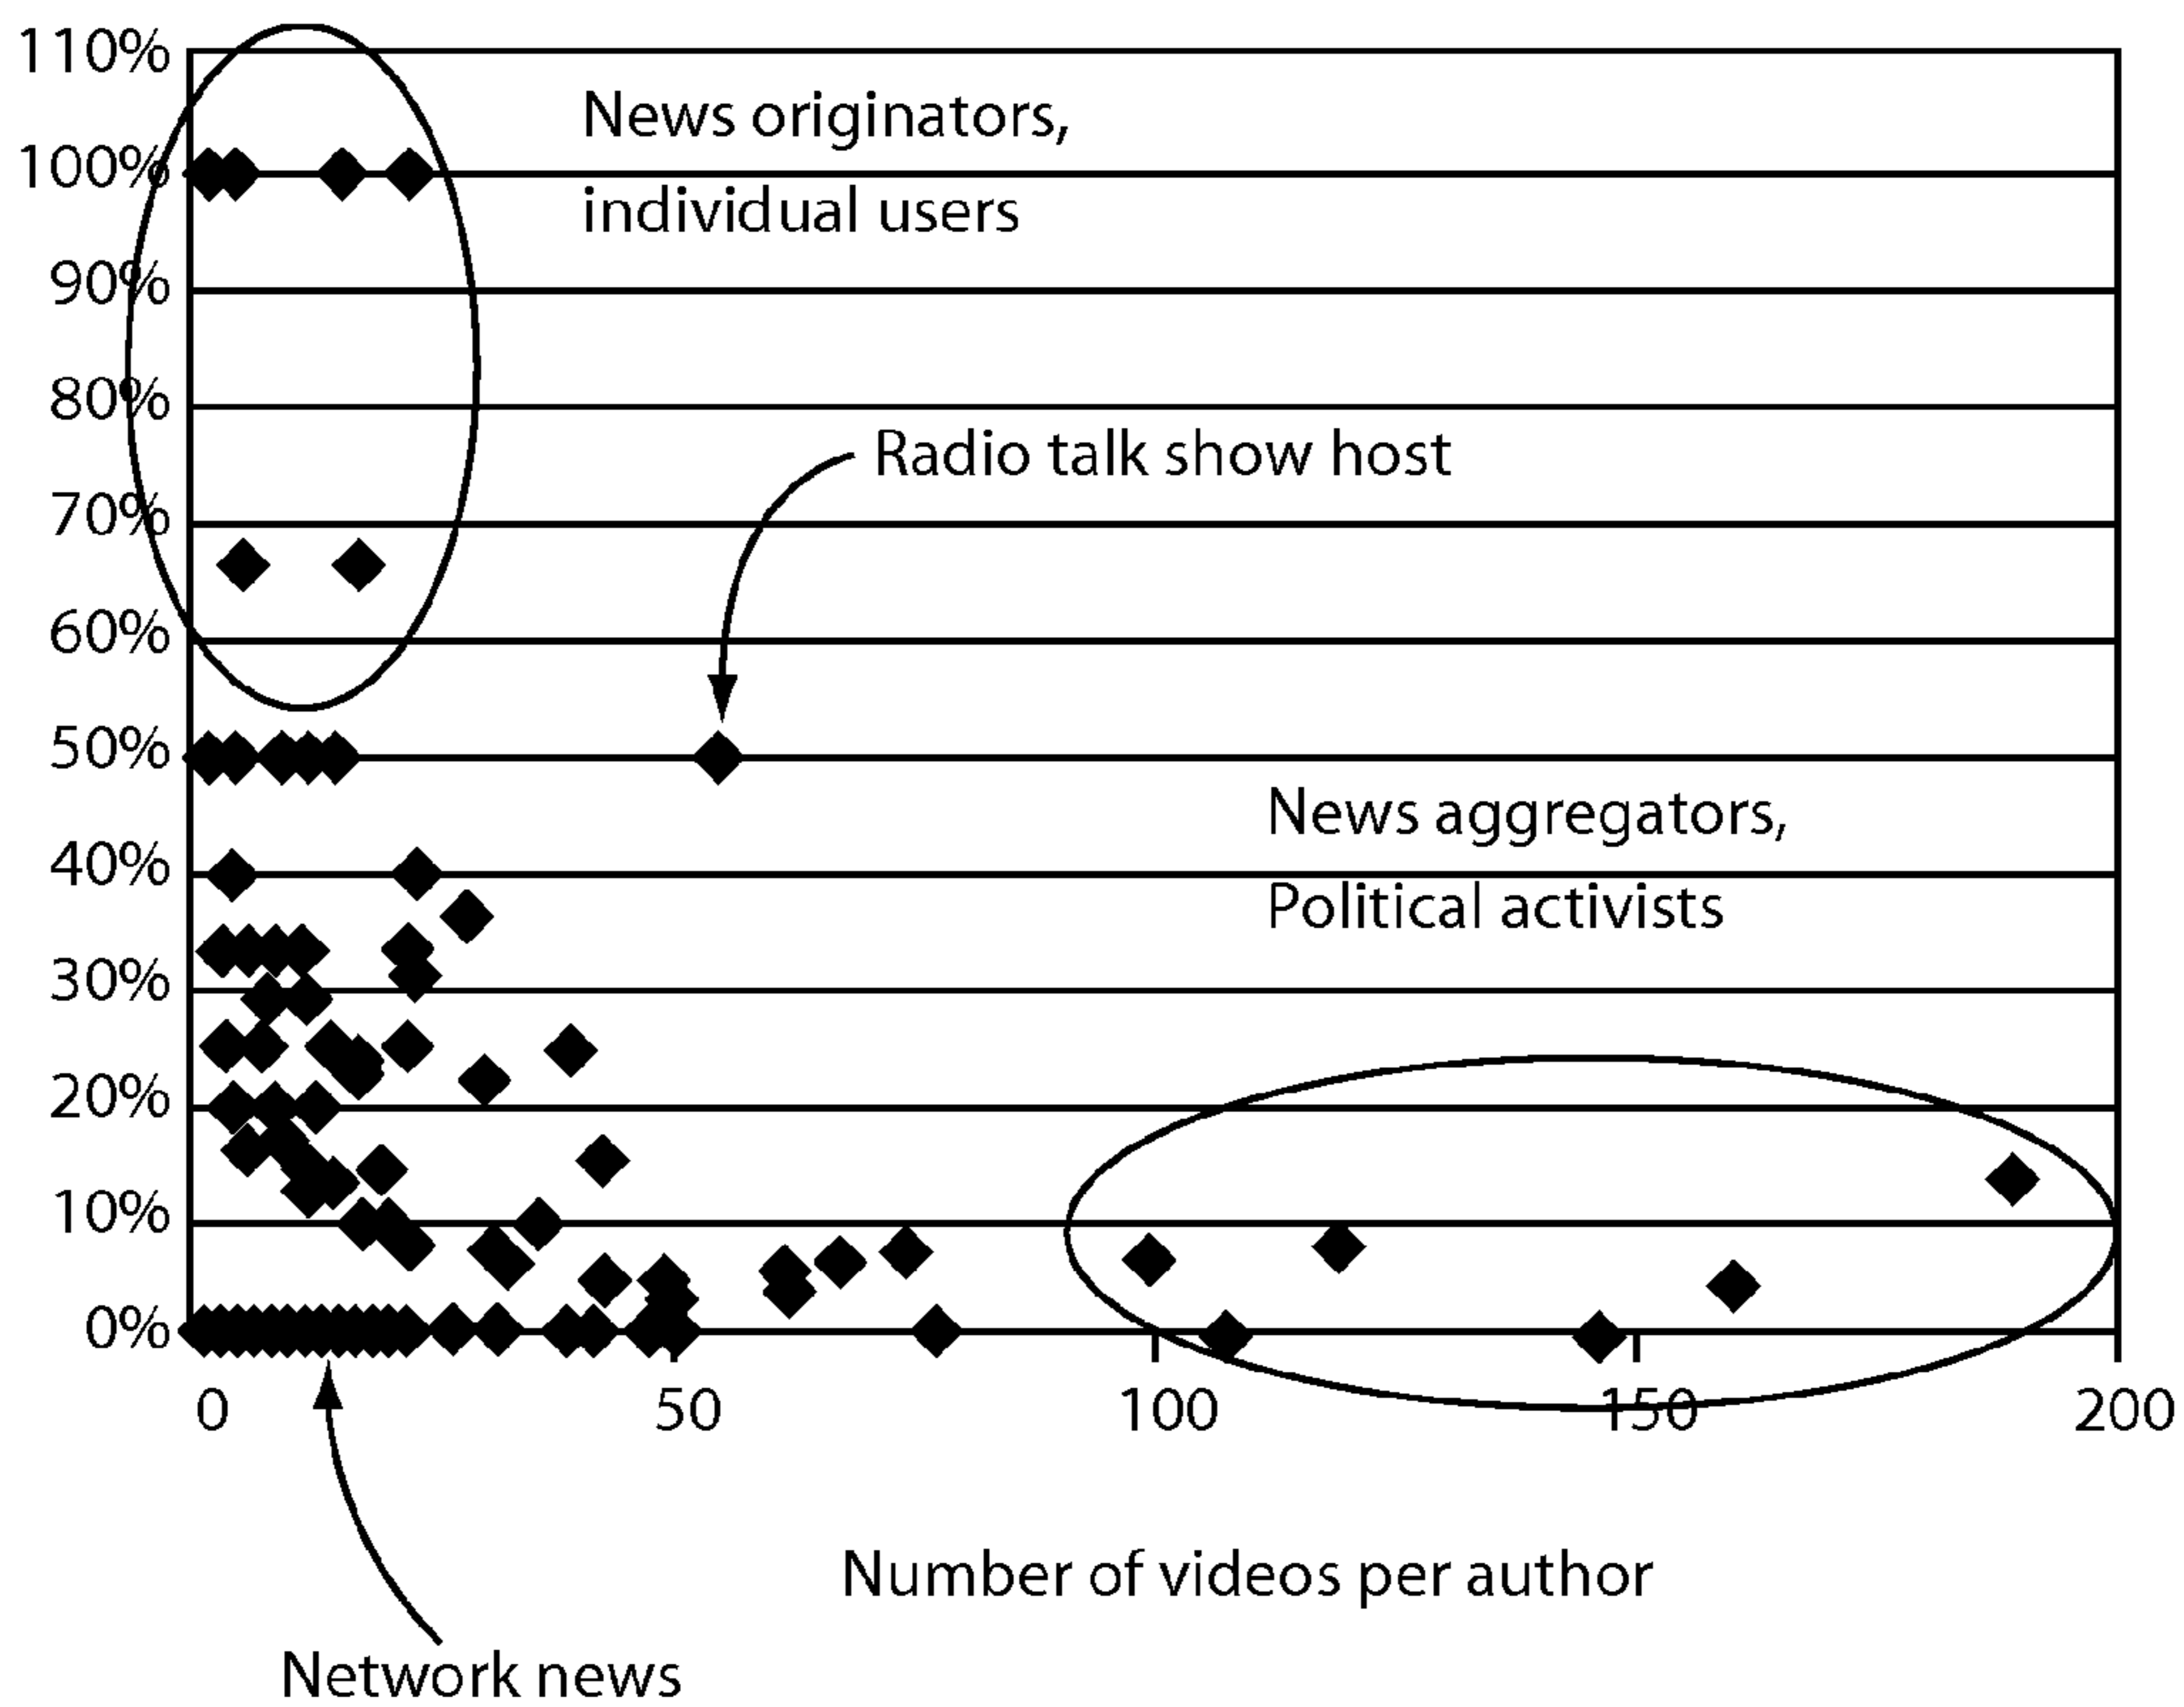 110%
News originators,
100%
individual users
90%
80%
Radio talk show host
70%
60%
50%
News aggregators,
40%
Political activists
30%
20%
10%
0%
0 50 100 150 200
Number of videos per author
Network news